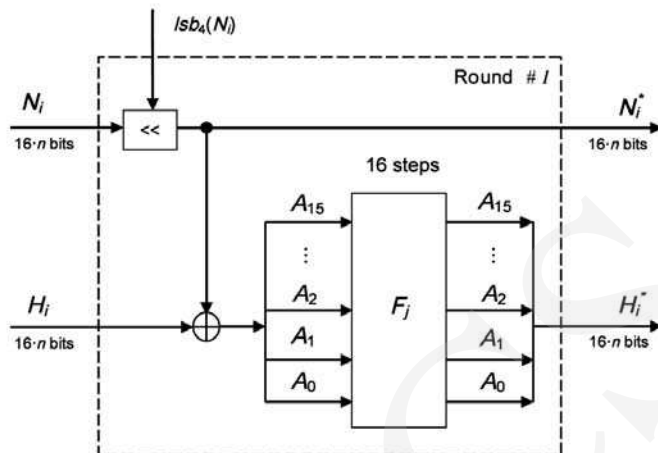 lsb₄(Nᵢ)
Round # I
Nᵢ
<<
Nᵢ*
16·n bits
16·n bits
16 steps
A₁₅
A₁₅
⋮
⋮
Hᵢ
A₂
Fⱼ
A₂
Hᵢ*
16·n bits
A₁
A₁
16·n bits
A₀
A₀